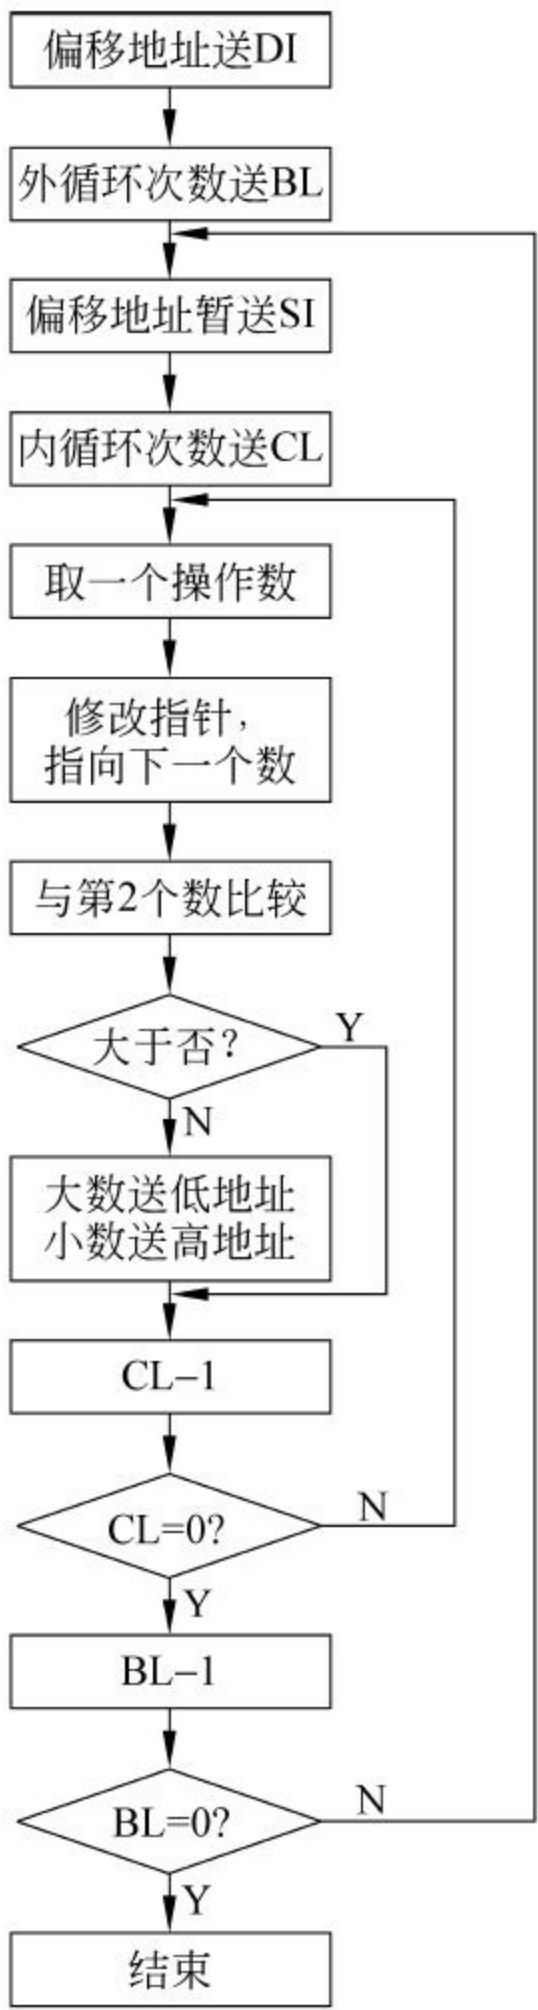 偏移地址送DI
外循环次数送BL
偏移地址暂送SI
内循环次数送CL
取一个操作数
修改指针，
指向下一个数
与第2个数比较
大于否？
Y
N
大数送低地址
小数送高地址
CL−1
CL=0?
N
Y
BL−1
BL=0?
N
Y
结束